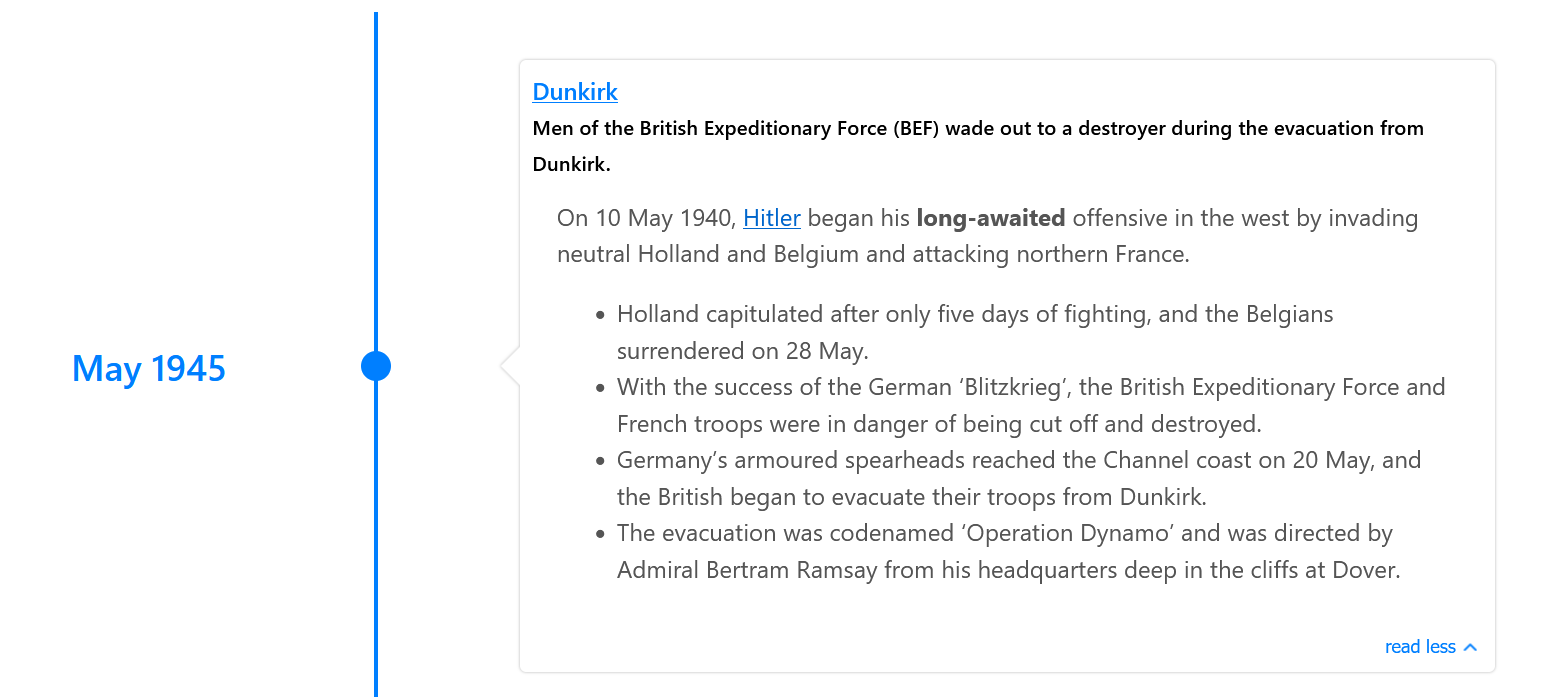 Dunkirk
Men of the British Expeditionary Force (BEF) wade out to a destroyer during the evacuation from
Dunkirk.
On 10 May 1940, Hitler began his long-awaited offensive in the west by invading
neutral Holland and Belgium and attacking northern France.
• Holland capitulated after only five days of fighting, and the Belgians
surrendered on 28 May.
May 1945
• With the success of the German ‘Blitzkrieg’, the British Expeditionary Force and
French troops were in danger of being cut off and destroyed.
• Germany’s armoured spearheads reached the Channel coast on 20 May, and
the British began to evacuate their troops from Dunkirk.
• The evacuation was codenamed ‘Operation Dynamo’ and was directed by
Admiral Bertram Ramsay from his headquarters deep in the cliffs at Dover.
read less